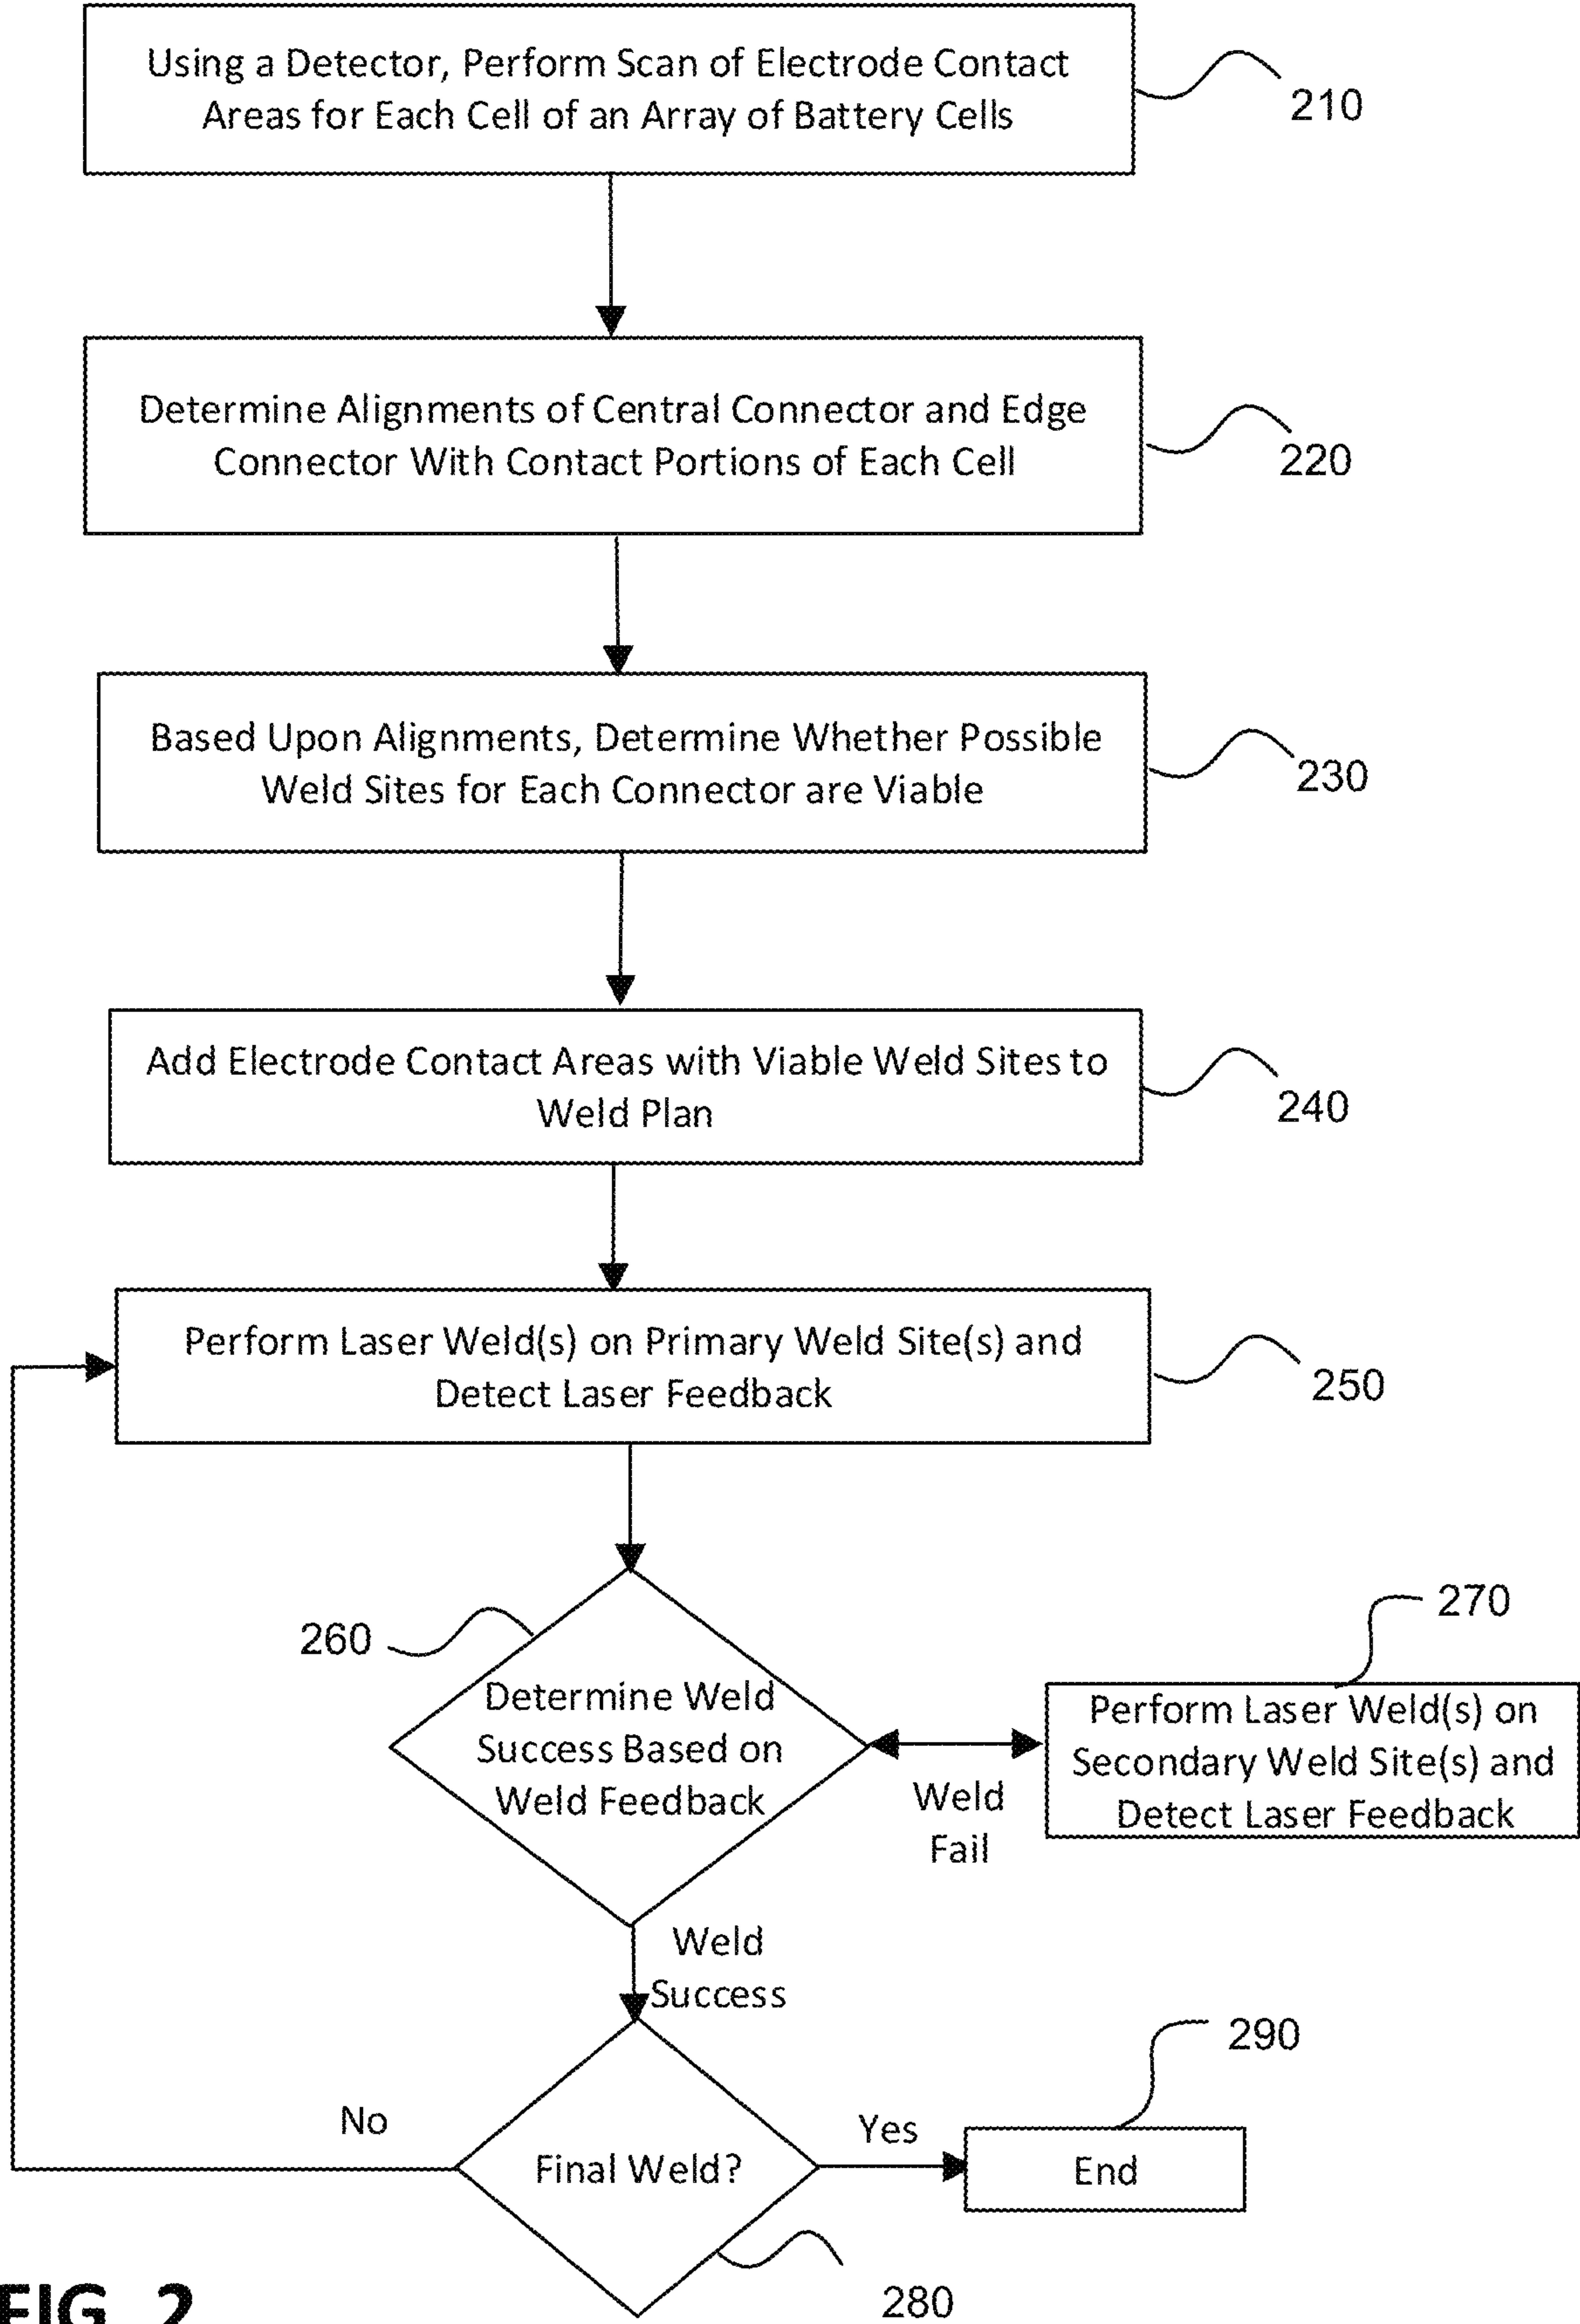 Using a Detector, Perform Scan of Electrode Contact
Areas for Each Cell of an Array of Battery Cells
210
Determine Alignments of Central Connector and Edge
Connector With Contact Portions of Each Cell
220
Based Upon Alignments, Determine Whether Possible
Weld Sites for Each Connector are Viable
230
Add Electrode Contact Areas with Viable Weld Sites to
Weld Plan
240
Perform Laser Weld(s) on Primary Weld Site(s) and
Detect Laser Feedback
250
260
Determine Weld
Success Based on
Weld Feedback
Weld
Fail
270
Perform Laser Weld(s) on
Secondary Weld Site(s) and
Detect Laser Feedback
Weld
Success
No
Final Weld?
Yes
290
End
280
FIG. 2